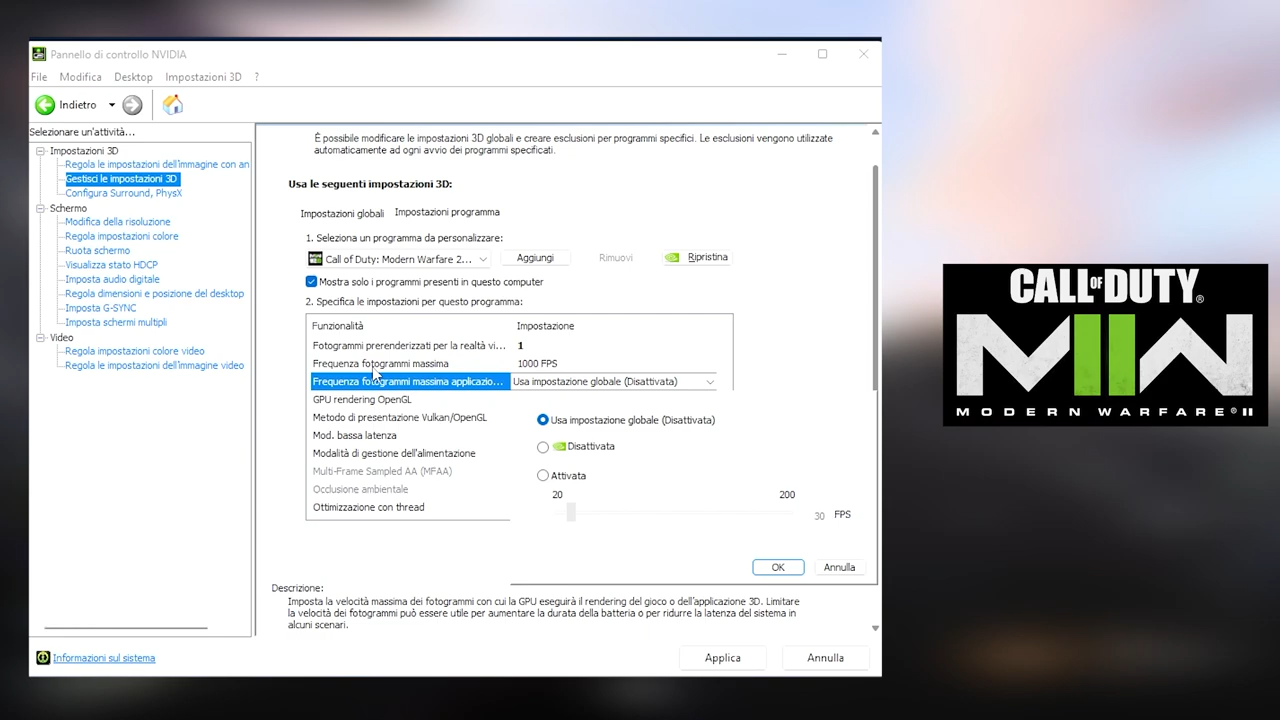 Pannello di controllo NVIDIA
File Modifica Desktop Impostazioni 3D ?
Indietro
Selezionare un'attività...
Impostazioni 3D
Regola le impostazioni dell'immagine con an
Gestisci le impostazioni 3D
Configura Surround, PhysX
Schermo
Modifica della risoluzione
Regola impostazioni colore
Ruota schermo
Visualizza stato HDCP
Imposta audio digitale
Regola dimensioni e posizione del desktop
Imposta G-SYNC
Imposta schermi multipli
Video
Regola impostazioni colore video
Regola le impostazioni dell'immagine video
Informazioni sul sistema
È possibile modificare le impostazioni 3D globali e creare esclusioni per programmi specifici. Le esclusioni vengono utilizzate
automaticamente ad ogni avvio dei programmi specificati.
Usa le seguenti impostazioni 3D:
Impostazioni globali Impostazioni programma
1. Seleziona un programma da personalizzare:
Call of Duty: Modern Warfare 2... Aggiungi Rimuovi Ripristina
Mostra solo i programmi presenti in questo computer
2. Specifica le impostazioni per questo programma:
Funzionalità Impostazione
Fotogrammi prerenderizzati per la realtà vi... 1
Frequenza fotogrammi massima 1000 FPS
Frequenza fotogrammi massima applicazio... Usa impostazione globale (Disattivata)
GPU rendering OpenGL
Metodo di presentazione Vulkan/OpenGL
Mod. bassa latenza
Modalità di gestione dell'alimentazione
Multi-Frame Sampled AA (MFAA)
Occlusione ambientale
Ottimizzazione con thread
Usa impostazione globale (Disattivata)
Disattivata
Attivata
20 200
30 FPS
OK Annulla
Descrizione:
Imposta la velocità massima dei fotogrammi con cui la GPU eseguirà il rendering del gioco o dell'applicazione 3D. Limitare
la velocità dei fotogrammi può essere utile per aumentare la durata della batteria o per ridurre la latenza del sistema in
alcuni scenari.
Applica Annulla
CALL OF DUTY®
MWII
MODERN WARFARE® II